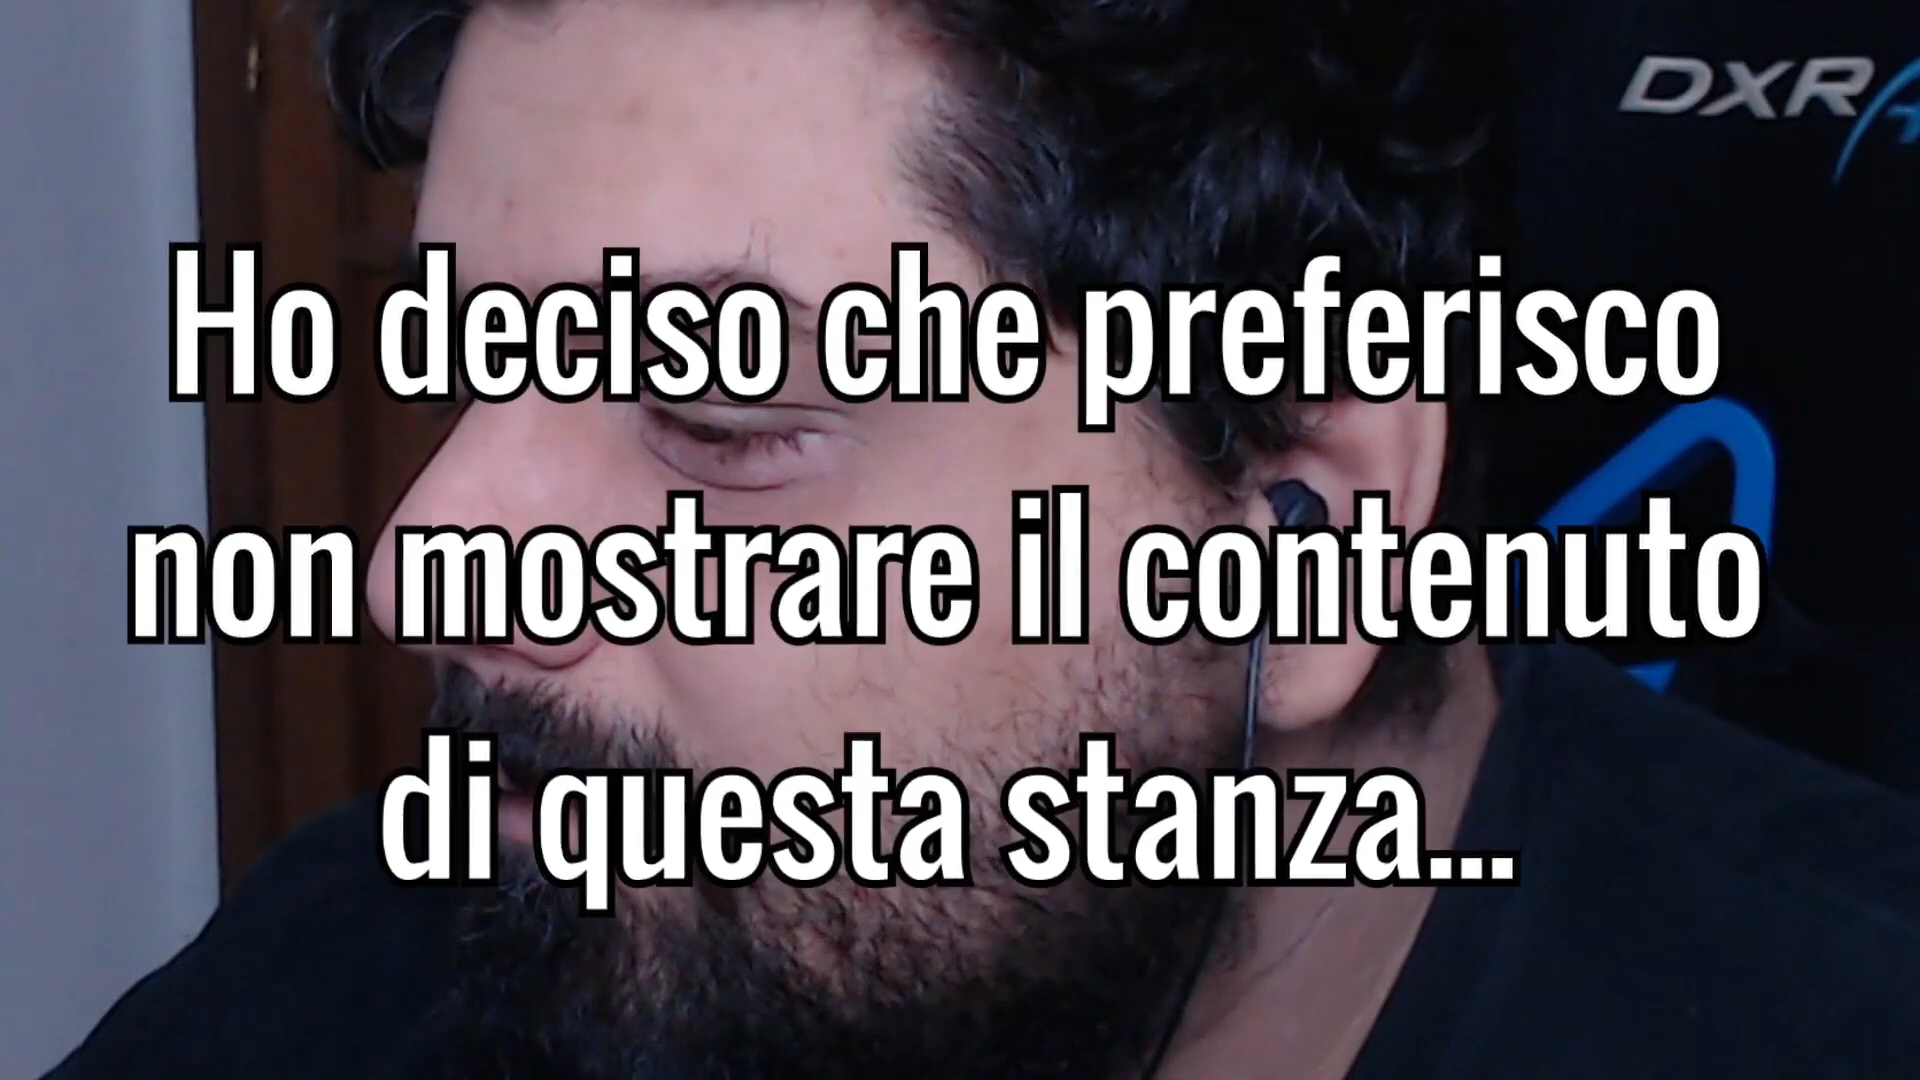 DXR
Ho deciso che preferisco
non mostrare il contenuto
di questa stanza...